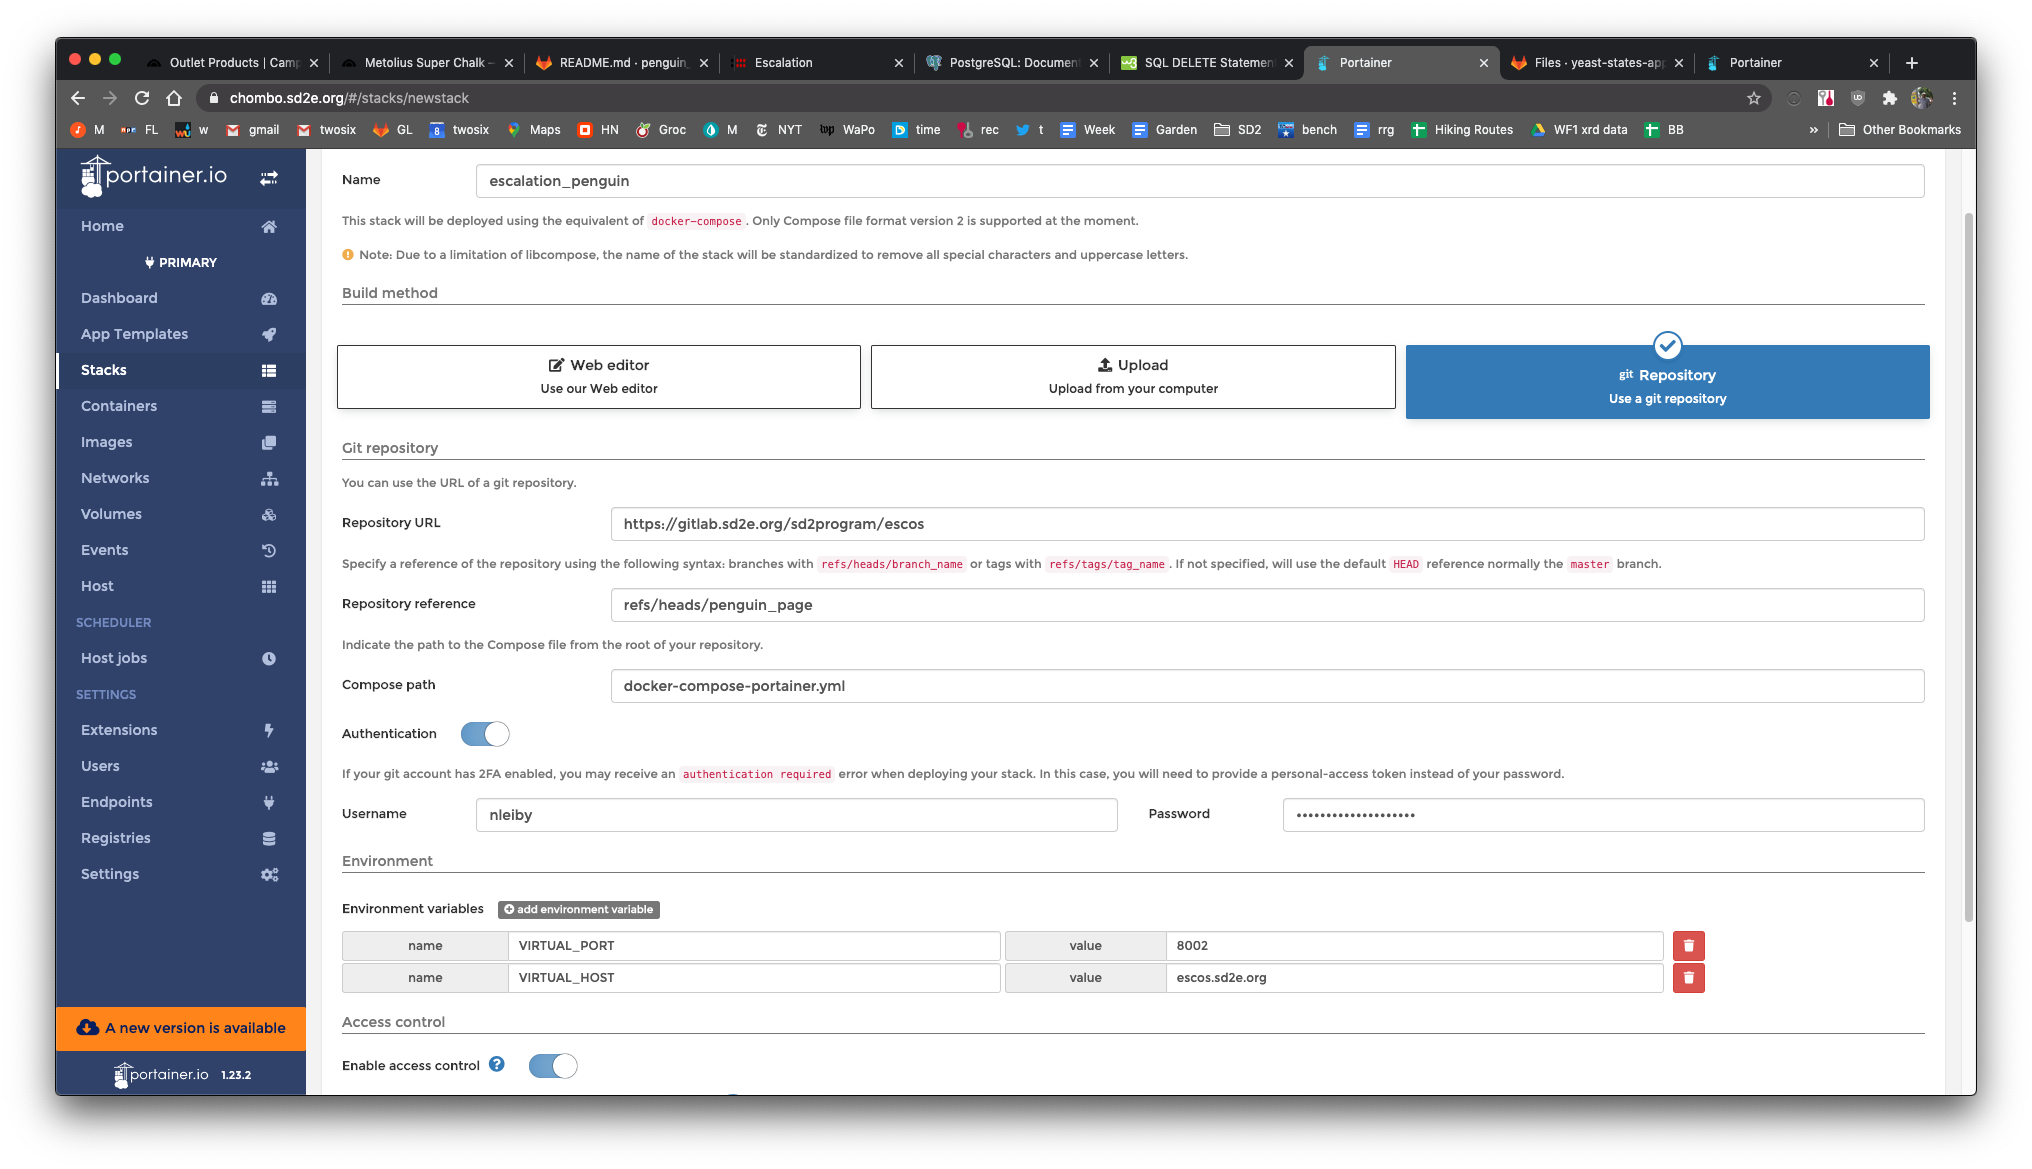 Outlet Products | Camp
Metolius Super Chalk –
README.md · penguin_
Escalation
PostgreSQL: Document
SQL DELETE Statement
Portainer
Files · yeast-states-app
Portainer
chombo.sd2e.org/#/stacks/newstack
M
npr FL
wu w
gmail
twosix
GL
8 twosix
Maps
HN
Groc
M
NYT
wp WaPo
time
rec
t
Week
Garden
SD2
bench
rrg
Hiking Routes
WF1 xrd data
BB
»
Other Bookmarks
portainer.io
Home
PRIMARY
Dashboard
App Templates
Stacks
Containers
Images
Networks
Volumes
Events
Host
SCHEDULER
Host jobs
SETTINGS
Extensions
Users
Endpoints
Registries
Settings
A new version is available
portainer.io 1.23.2
Name escalation_penguin
This stack will be deployed using the equivalent of docker-compose. Only Compose file format version 2 is supported at the moment.
Note: Due to a limitation of libcompose, the name of the stack will be standardized to remove all special characters and uppercase letters.
Build method
Web editor
Use our Web editor
Upload
Upload from your computer
git Repository
Use a git repository
Git repository
You can use the URL of a git repository.
Repository URL https://gitlab.sd2e.org/sd2program/escos
Specify a reference of the repository using the following syntax: branches with refs/heads/branch_name or tags with refs/tags/tag_name. If not specified, will use the default HEAD reference normally the master branch.
Repository reference refs/heads/penguin_page
Indicate the path to the Compose file from the root of your repository.
Compose path docker-compose-portainer.yml
Authentication
If your git account has 2FA enabled, you may receive an authentication required error when deploying your stack. In this case, you will need to provide a personal-access token instead of your password.
Username nleiby Password ••••••••••••••••••••
Environment
Environment variables add environment variable
name VIRTUAL_PORT value 8002
name VIRTUAL_HOST value escos.sd2e.org
Access control
Enable access control ?